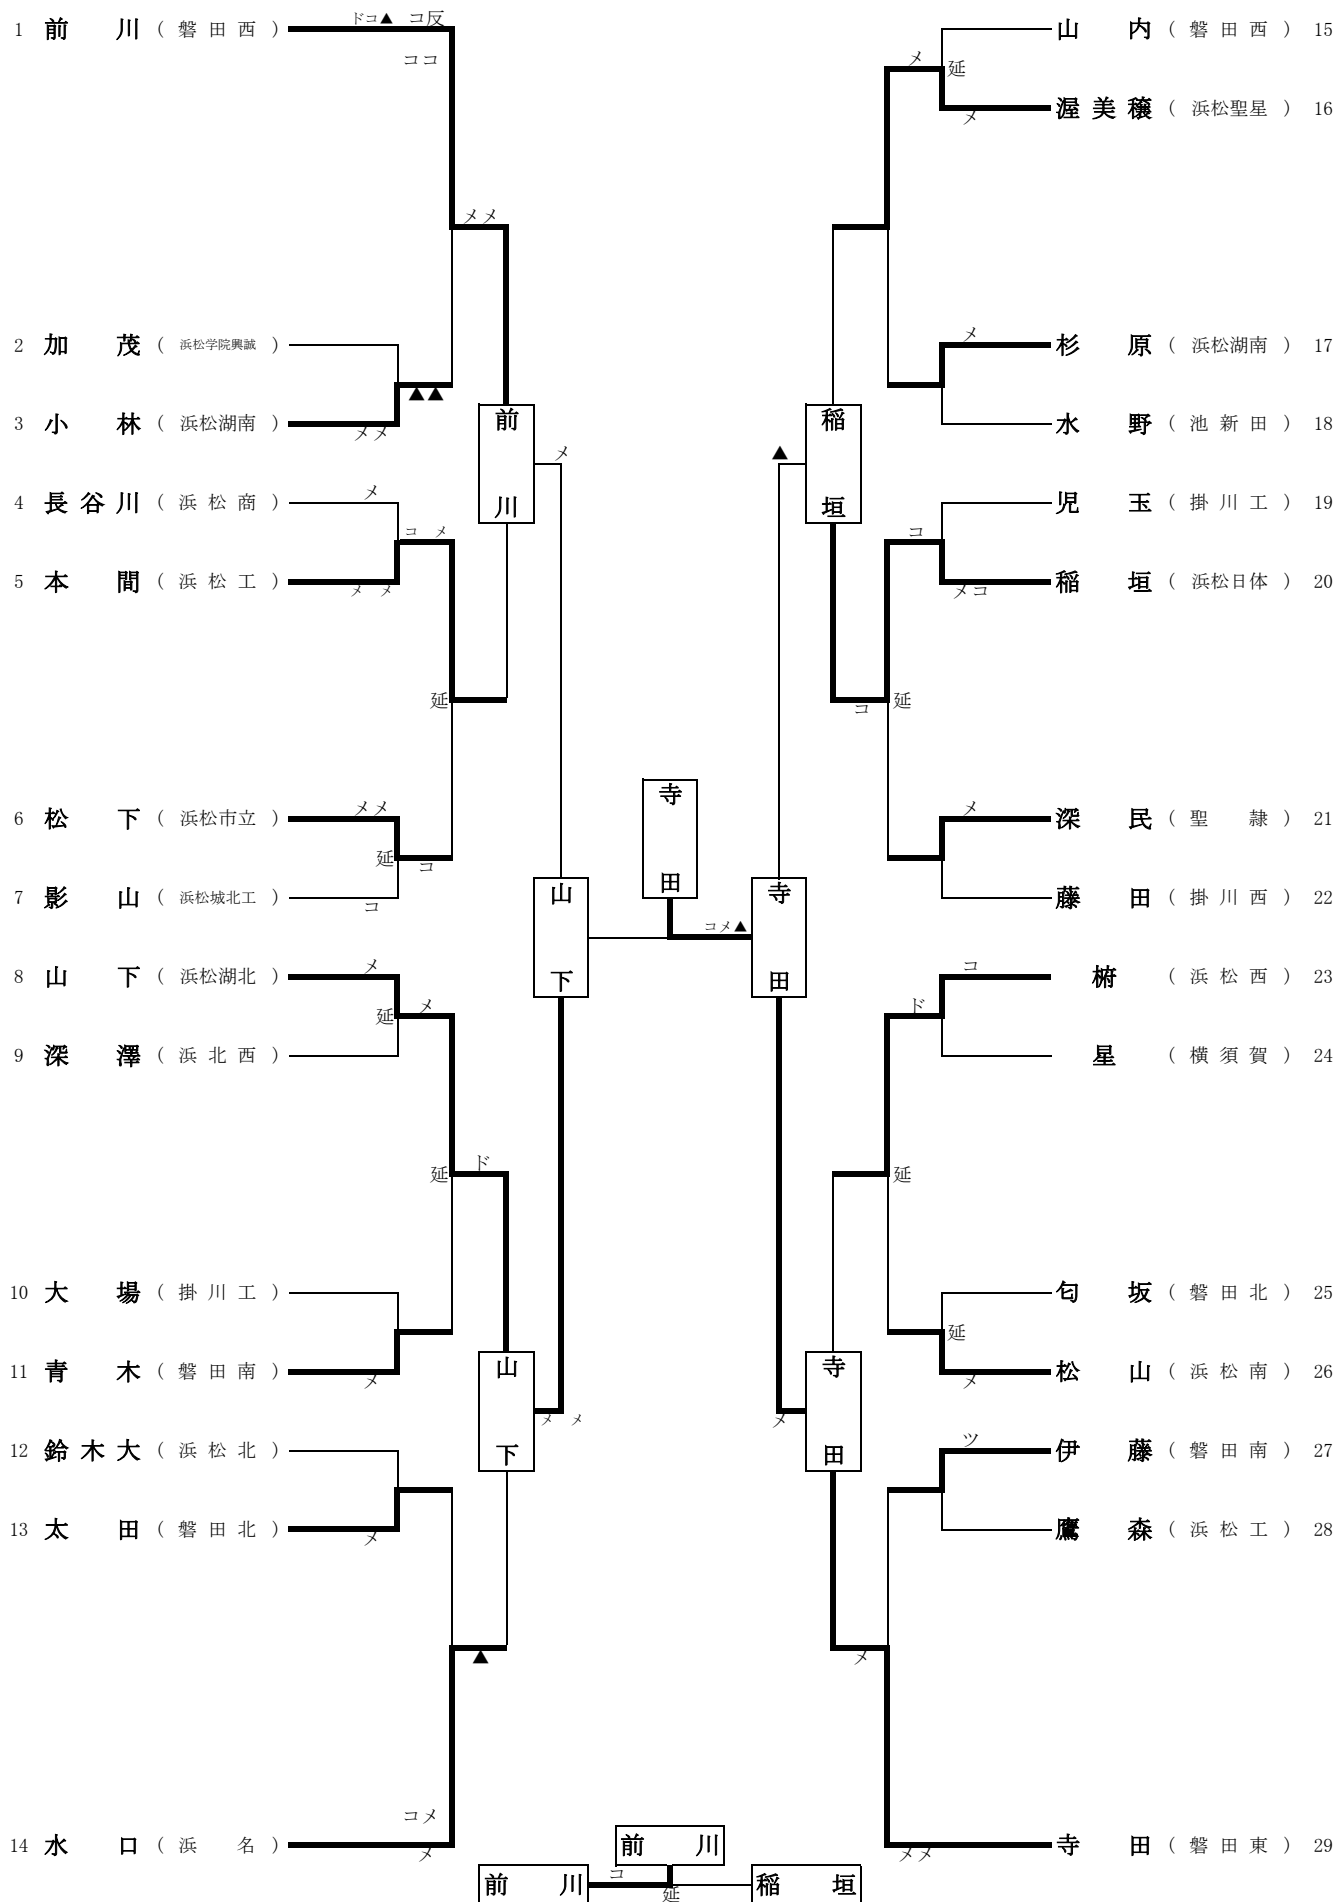 1 前川 (磐田西)
ドコ▲ コ反
ココ
メメ
2 加茂 (浜松学院興誠)
▲▲
3 小林 (浜松湖南)
メメ
前川
メ
4 長谷川 (浜松商)
メ
コ メ
5 本間 (浜松工)
メ メ
延
6 松下 (浜松市立)
メメ
延
コ
7 影山 (浜松城北工)
コ
8 山下 (浜松湖北)
メ
延
メ
9 深澤 (浜北西)
延
ド
10 大場 (掛川工)
11 青木 (磐田南)
メ
山下
メ メ
12 鈴木大 (浜松北)
13 太田 (磐田北)
メ
▲
コメ
14 水口 (浜名)
メ
山下
寺田
コメ▲
寺田
山内 (磐田西) 15
メ
延
渥美穣 (浜松聖星) 16
メ
杉原 (浜松湖南) 17
メ
水野 (池新田) 18
稲垣
▲
児玉 (掛川工) 19
コ
稲垣 (浜松日体) 20
メコ
延
コ
深民 (聖隷) 21
メ
藤田 (掛川西) 22
椨 (浜松西) 23
コ
ド
星 (横須賀) 24
延
匂坂 (磐田北) 25
延
松山 (浜松南) 26
メ
寺田
メ
伊藤 (磐田南) 27
ツ
鷹森 (浜松工) 28
メ
寺田 (磐田東) 29
メメ
前川
前川
コ
延
稲垣